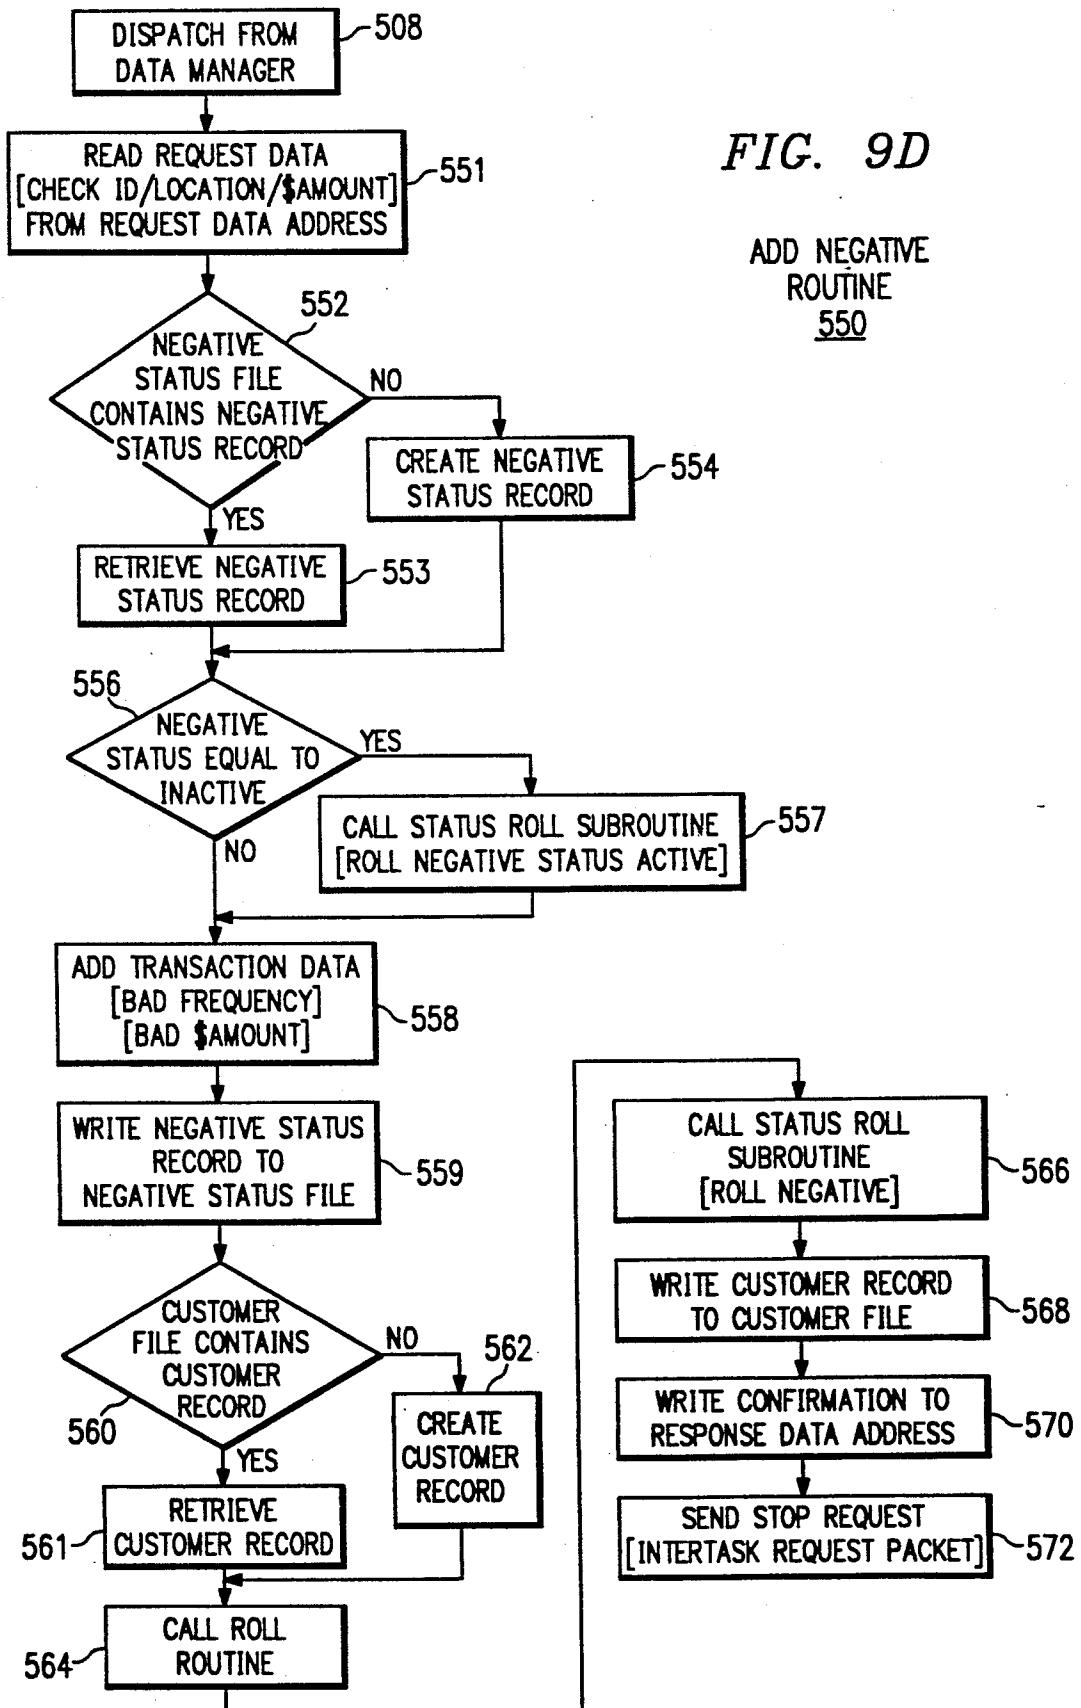 DISPATCH FROM
DATA MANAGER
508
FIG. 9D
ADD NEGATIVE
ROUTINE
550
READ REQUEST DATA
[CHECK ID/LOCATION/$AMOUNT]
FROM REQUEST DATA ADDRESS
551
552
NEGATIVE
STATUS FILE
CONTAINS NEGATIVE
STATUS RECORD
NO
YES
CREATE NEGATIVE
STATUS RECORD
554
RETRIEVE NEGATIVE
STATUS RECORD
553
556
NEGATIVE
STATUS EQUAL TO
INACTIVE
YES
NO
CALL STATUS ROLL SUBROUTINE
[ROLL NEGATIVE STATUS ACTIVE]
557
ADD TRANSACTION DATA
[BAD FREQUENCY]
[BAD $AMOUNT]
558
WRITE NEGATIVE STATUS
RECORD TO
NEGATIVE STATUS FILE
559
CUSTOMER
FILE CONTAINS
CUSTOMER
RECORD
560
NO
YES
562
CREATE
CUSTOMER
RECORD
RETRIEVE
CUSTOMER RECORD
561
CALL ROLL
ROUTINE
564
CALL STATUS ROLL
SUBROUTINE
[ROLL NEGATIVE]
566
WRITE CUSTOMER RECORD
TO CUSTOMER FILE
568
WRITE CONFIRMATION TO
RESPONSE DATA ADDRESS
570
SEND STOP REQUEST
[INTERTASK REQUEST PACKET]
572